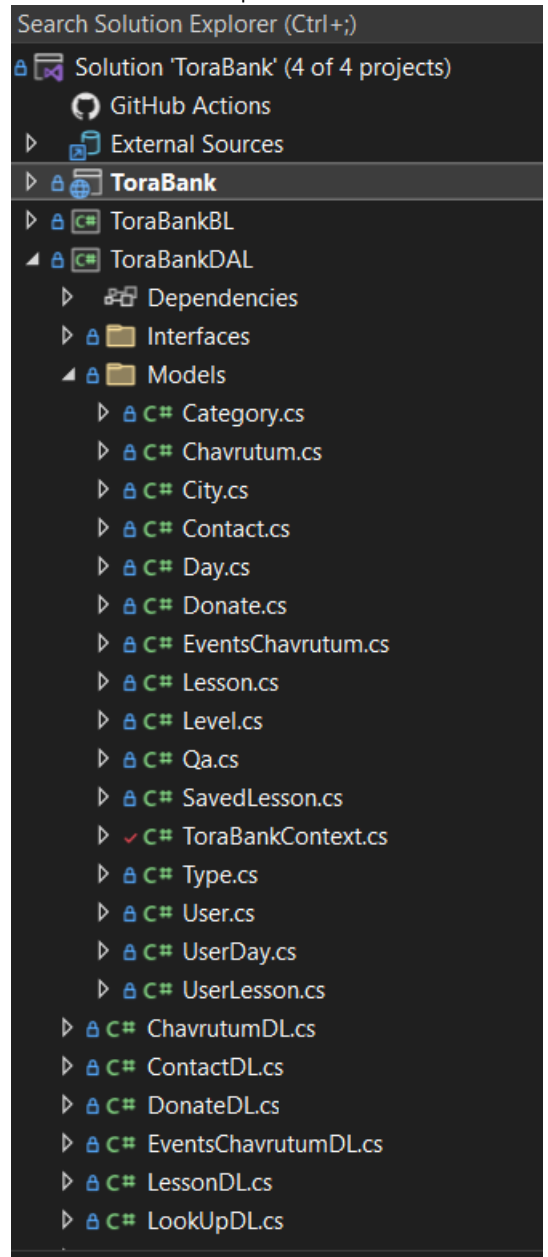 Search Solution Explorer (Ctrl+;)
Solution 'ToraBank' (4 of 4 projects)
GitHub Actions
External Sources
ToraBank
C# ToraBankBL
C# ToraBankDAL
Dependencies
Interfaces
Models
C# Category.cs
C# Chavrutum.cs
C# City.cs
C# Contact.cs
C# Day.cs
C# Donate.cs
C# EventsChavrutum.cs
C# Lesson.cs
C# Level.cs
C# Qa.cs
C# SavedLesson.cs
C# ToraBankContext.cs
C# Type.cs
C# User.cs
C# UserDay.cs
C# UserLesson.cs
C# ChavrutumDL.cs
C# ContactDL.cs
C# DonateDL.cs
C# EventsChavrutumDL.cs
C# LessonDL.cs
C# LookUpDL.cs